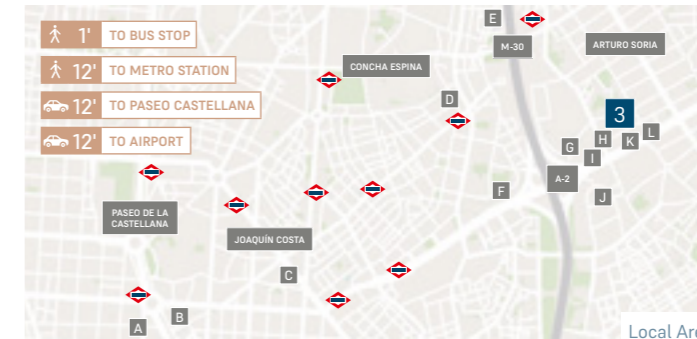 1' TO BUS STOP
12' TO METRO STATION
12' TO PASEO CASTELLANA
12' TO AIRPORT
E
M-30
ARTURO SORIA
CONCHA ESPINA
D
3
L
H
K
G
I
A-2
F
J
PASEO DE LA
CASTELLANA
JOAQUÍN COSTA
C
B
A
Local Are